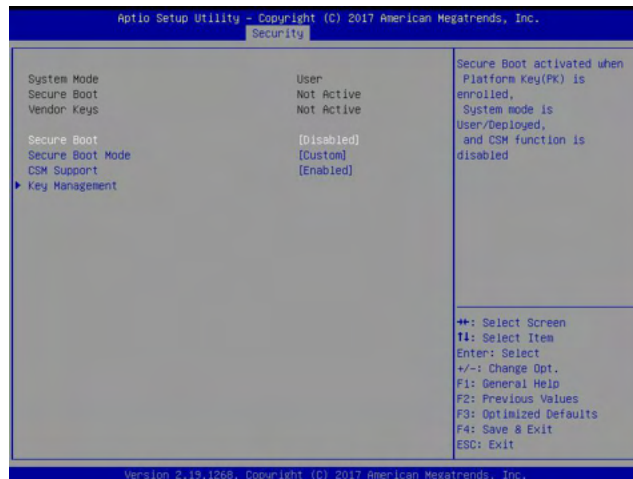 Aptio Setup Utility – Copyright (C) 2017 American Megatrends, Inc.
Security
System Mode User
Secure Boot Not Active
Vendor Keys Not Active
Secure Boot [Disabled]
Secure Boot Mode [Custom]
CSM Support [Enabled]
Key Management
Secure Boot activated when
Platform Key(PK) is
enrolled,
System mode is
User/Deployed,
and CSM function is
disabled
→←: Select Screen
↑↓: Select Item
Enter: Select
+/-: Change Opt.
F1: General Help
F2: Previous Values
F3: Optimized Defaults
F4: Save & Exit
ESC: Exit
Version 2.19.1268. Copyright (C) 2017 American Megatrends, Inc.